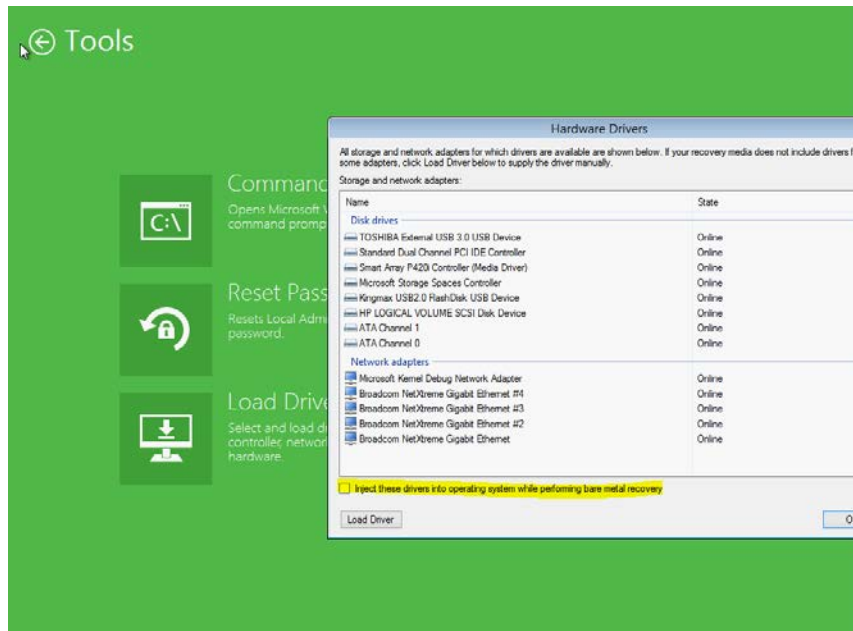 Tools
Hardware Drivers
All storage and network adapters for which drivers are available are shown below. If your recovery media does not include drivers f
some adapters, click Load Driver below to supply the driver manually.
Storage and network adapters:
Name State
Disk drives
TOSHIBA External USB 3.0 USB Device Online
Standard Dual Channel PCI IDE Controller Online
Smart Array P420i Controller (Media Driver) Online
Microsoft Storage Spaces Controller Online
Kingmax USB2.0 FlashDisk USB Device Online
HP LOGICAL VOLUME SCSI Disk Device Online
ATA Channel 1 Online
ATA Channel 0 Online
Network adapters
Microsoft Kernel Debug Network Adapter Online
Broadcom NetXtreme Gigabit Ethernet #4 Online
Broadcom NetXtreme Gigabit Ethernet #3 Online
Broadcom NetXtreme Gigabit Ethernet #2 Online
Broadcom NetXtreme Gigabit Ethernet Online
Inject these drivers into operating system while performing bare metal recovery
Load Driver O
C:\
Command
Opens Microsoft W
command promp
Reset Pass
Resets Local Admi
password.
Load Drive
Select and load dr
controller, network
hardware.